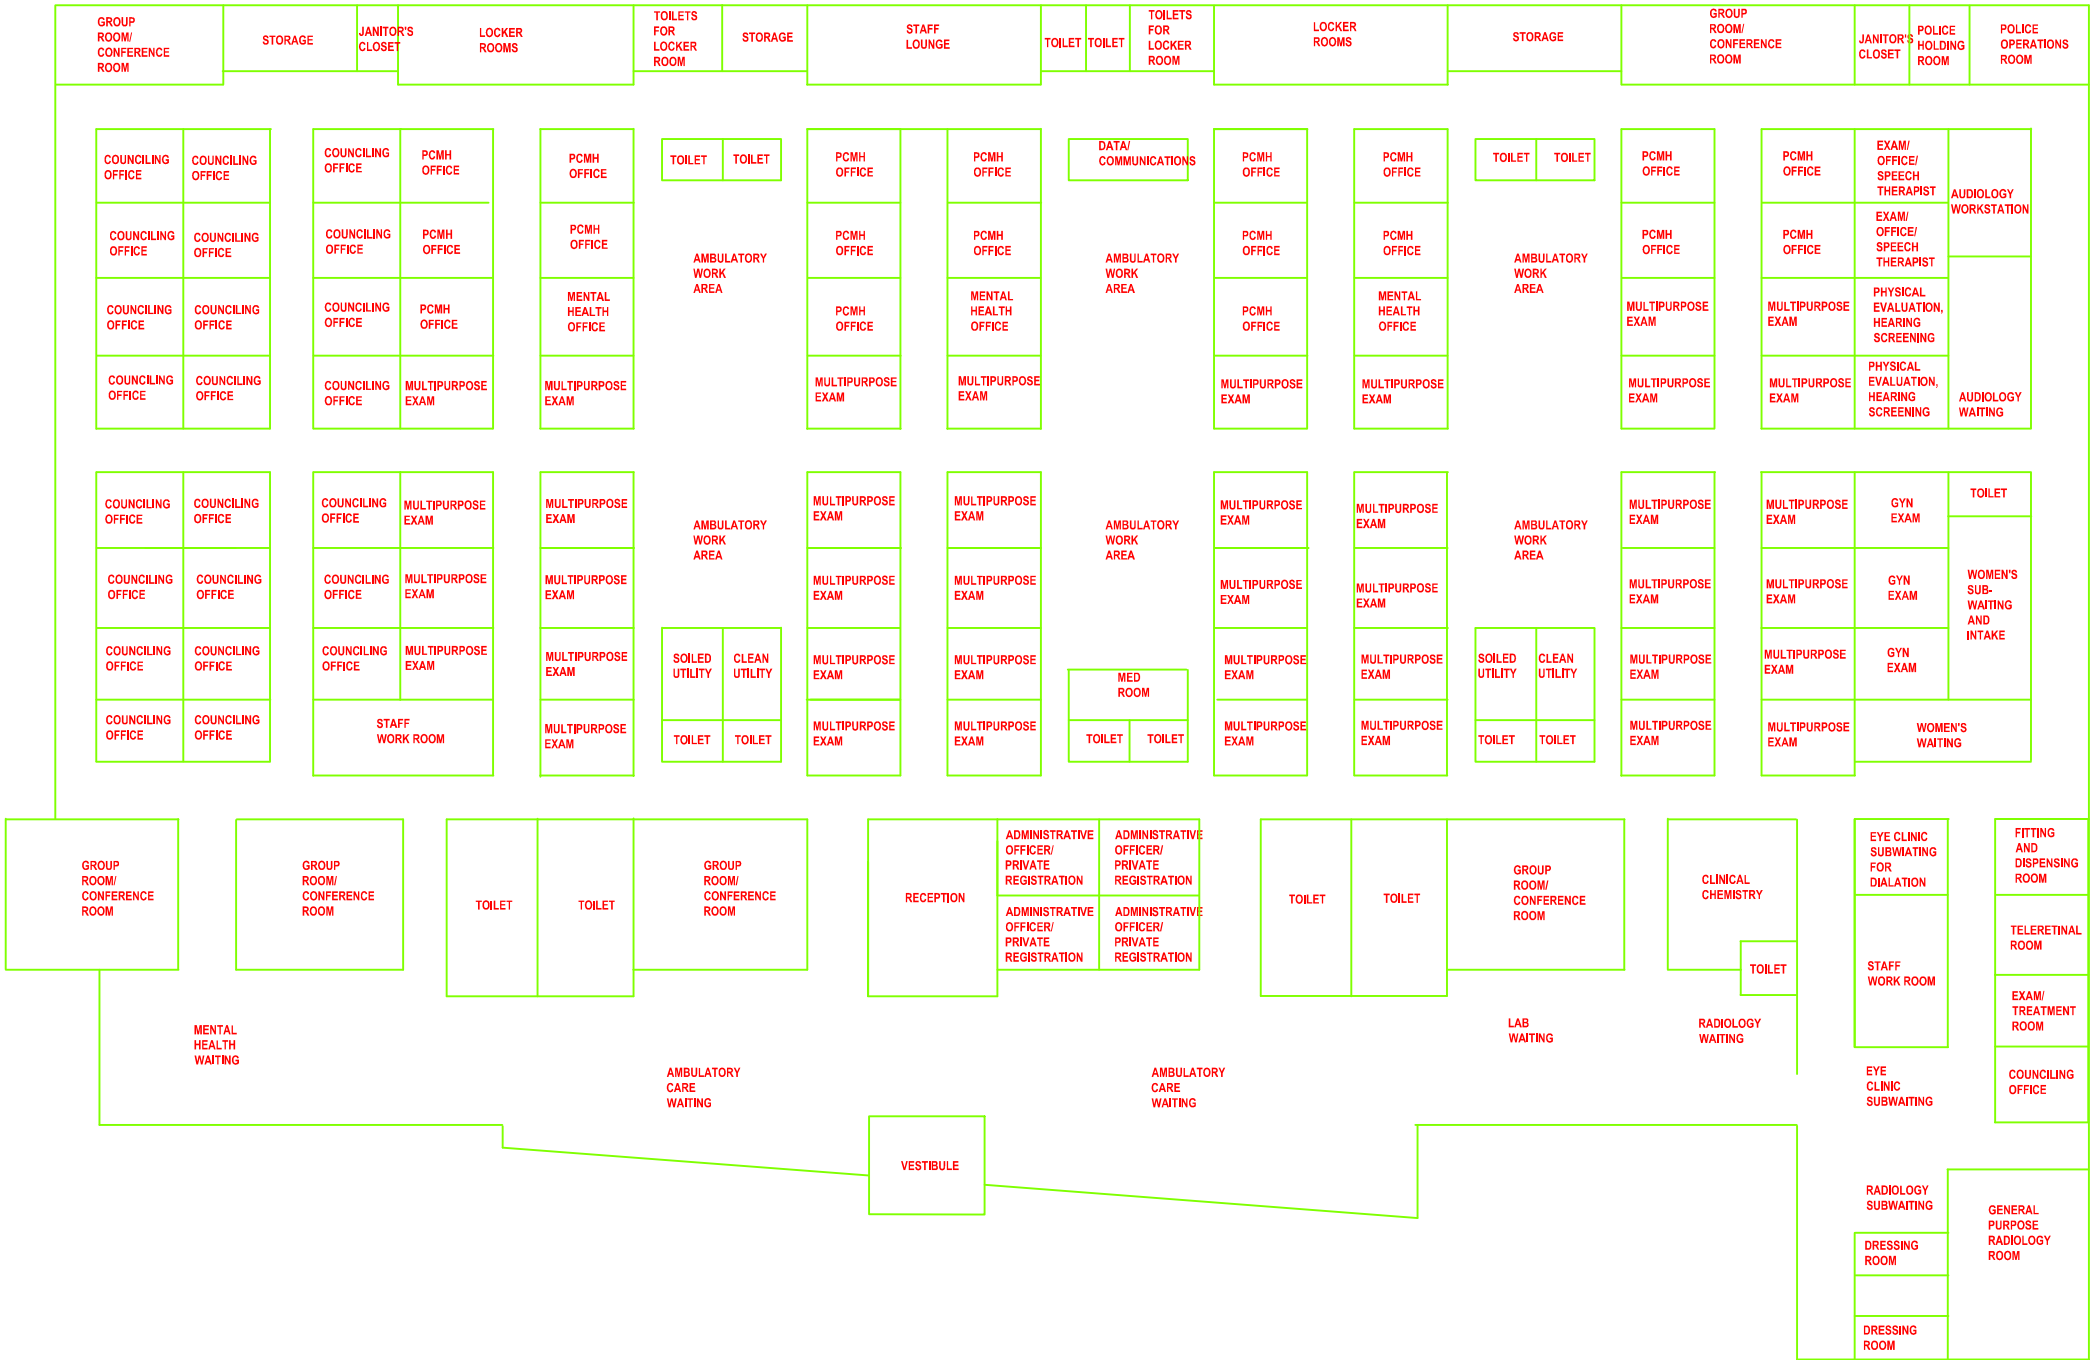 GROUP
ROOM/
CONFERENCE
ROOM
STORAGE
JANITOR'S
CLOSET
LOCKER
ROOMS
TOILETS
FOR
LOCKER
ROOM
STORAGE
STAFF
LOUNGE
TOILET
TOILET
TOILETS
FOR
LOCKER
ROOM
LOCKER
ROOMS
STORAGE
GROUP
ROOM/
CONFERENCE
ROOM
JANITOR'S
CLOSET
POLICE
HOLDING
ROOM
POLICE
OPERATIONS
ROOM
COUNCILING
OFFICE
COUNCILING
OFFICE
COUNCILING
OFFICE
PCMH
OFFICE
PCMH
OFFICE
TOILET
TOILET
PCMH
OFFICE
PCMH
OFFICE
DATA/
COMMUNICATIONS
PCMH
OFFICE
PCMH
OFFICE
TOILET
TOILET
PCMH
OFFICE
PCMH
OFFICE
EXAM/
OFFICE/
SPEECH
THERAPIST
AUDIOLOGY
WORKSTATION
COUNCILING
OFFICE
COUNCILING
OFFICE
COUNCILING
OFFICE
PCMH
OFFICE
PCMH
OFFICE
AMBULATORY
WORK
AREA
PCMH
OFFICE
PCMH
OFFICE
AMBULATORY
WORK
AREA
PCMH
OFFICE
PCMH
OFFICE
AMBULATORY
WORK
AREA
PCMH
OFFICE
PCMH
OFFICE
EXAM/
OFFICE/
SPEECH
THERAPIST
COUNCILING
OFFICE
COUNCILING
OFFICE
COUNCILING
OFFICE
PCMH
OFFICE
MENTAL
HEALTH
OFFICE
PCMH
OFFICE
MENTAL
HEALTH
OFFICE
PCMH
OFFICE
MENTAL
HEALTH
OFFICE
MULTIPURPOSE
EXAM
MULTIPURPOSE
EXAM
PHYSICAL
EVALUATION,
HEARING
SCREENING
COUNCILING
OFFICE
COUNCILING
OFFICE
COUNCILING
OFFICE
MULTIPURPOSE
EXAM
MULTIPURPOSE
EXAM
MULTIPURPOSE
EXAM
MULTIPURPOSE
EXAM
MULTIPURPOSE
EXAM
MULTIPURPOSE
EXAM
MULTIPURPOSE
EXAM
MULTIPURPOSE
EXAM
PHYSICAL
EVALUATION,
HEARING
SCREENING
AUDIOLOGY
WAITING
COUNCILING
OFFICE
COUNCILING
OFFICE
COUNCILING
OFFICE
MULTIPURPOSE
EXAM
MULTIPURPOSE
EXAM
AMBULATORY
WORK
AREA
MULTIPURPOSE
EXAM
MULTIPURPOSE
EXAM
AMBULATORY
WORK
AREA
MULTIPURPOSE
EXAM
MULTIPURPOSE
EXAM
AMBULATORY
WORK
AREA
MULTIPURPOSE
EXAM
MULTIPURPOSE
EXAM
GYN
EXAM
TOILET
COUNCILING
OFFICE
COUNCILING
OFFICE
COUNCILING
OFFICE
MULTIPURPOSE
EXAM
MULTIPURPOSE
EXAM
MULTIPURPOSE
EXAM
MULTIPURPOSE
EXAM
MULTIPURPOSE
EXAM
MULTIPURPOSE
EXAM
MULTIPURPOSE
EXAM
MULTIPURPOSE
EXAM
GYN
EXAM
WOMEN'S
SUB-
WAITING
AND
INTAKE
COUNCILING
OFFICE
COUNCILING
OFFICE
COUNCILING
OFFICE
MULTIPURPOSE
EXAM
MULTIPURPOSE
EXAM
SOILED
UTILITY
CLEAN
UTILITY
MULTIPURPOSE
EXAM
MULTIPURPOSE
EXAM
MED
ROOM
MULTIPURPOSE
EXAM
MULTIPURPOSE
EXAM
SOILED
UTILITY
CLEAN
UTILITY
MULTIPURPOSE
EXAM
MULTIPURPOSE
EXAM
GYN
EXAM
COUNCILING
OFFICE
COUNCILING
OFFICE
STAFF
WORK ROOM
MULTIPURPOSE
EXAM
TOILET
TOILET
MULTIPURPOSE
EXAM
MULTIPURPOSE
EXAM
TOILET
TOILET
MULTIPURPOSE
EXAM
MULTIPURPOSE
EXAM
TOILET
TOILET
MULTIPURPOSE
EXAM
MULTIPURPOSE
EXAM
WOMEN'S
WAITING
GROUP
ROOM/
CONFERENCE
ROOM
GROUP
ROOM/
CONFERENCE
ROOM
TOILET
TOILET
GROUP
ROOM/
CONFERENCE
ROOM
RECEPTION
ADMINISTRATIVE
OFFICER/
PRIVATE
REGISTRATION
ADMINISTRATIVE
OFFICER/
PRIVATE
REGISTRATION
ADMINISTRATIVE
OFFICER/
PRIVATE
REGISTRATION
ADMINISTRATIVE
OFFICER/
PRIVATE
REGISTRATION
TOILET
TOILET
GROUP
ROOM/
CONFERENCE
ROOM
CLINICAL
CHEMISTRY
TOILET
EYE CLINIC
SUBWIATING
FOR
DIALATION
FITTING
AND
DISPENSING
ROOM
TELERETINAL
ROOM
STAFF
WORK ROOM
EXAM/
TREATMENT
ROOM
MENTAL
HEALTH
WAITING
AMBULATORY
CARE
WAITING
AMBULATORY
CARE
WAITING
LAB
WAITING
RADIOLOGY
WAITING
EYE
CLINIC
SUBWAITING
COUNCILING
OFFICE
VESTIBULE
RADIOLOGY
SUBWAITING
GENERAL
PURPOSE
RADIOLOGY
ROOM
DRESSING
ROOM
DRESSING
ROOM